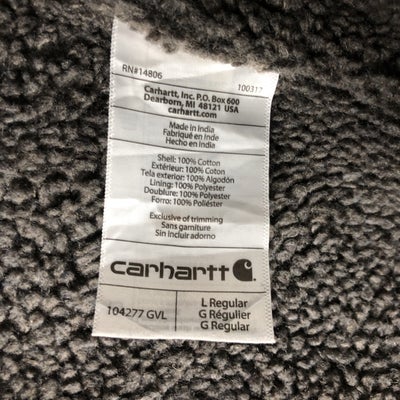 RN#14806 100317
Carhartt, Inc. P.O. Box 600
Dearborn, MI 48121 USA
carhartt.com
Made in India
Fabriqué en Inde
Hecho en India
Shell: 100% Cotton
Extérieur: 100% Coton
Tela exterior: 100% Algodón
Lining: 100% Polyester
Doublure: 100% Polyester
Forro: 100% Poliéster
Exclusive of trimming
Sans garniture
Sin incluir adorno
carhartt
104277 GVL
L Regular
G Régulier
G Regular